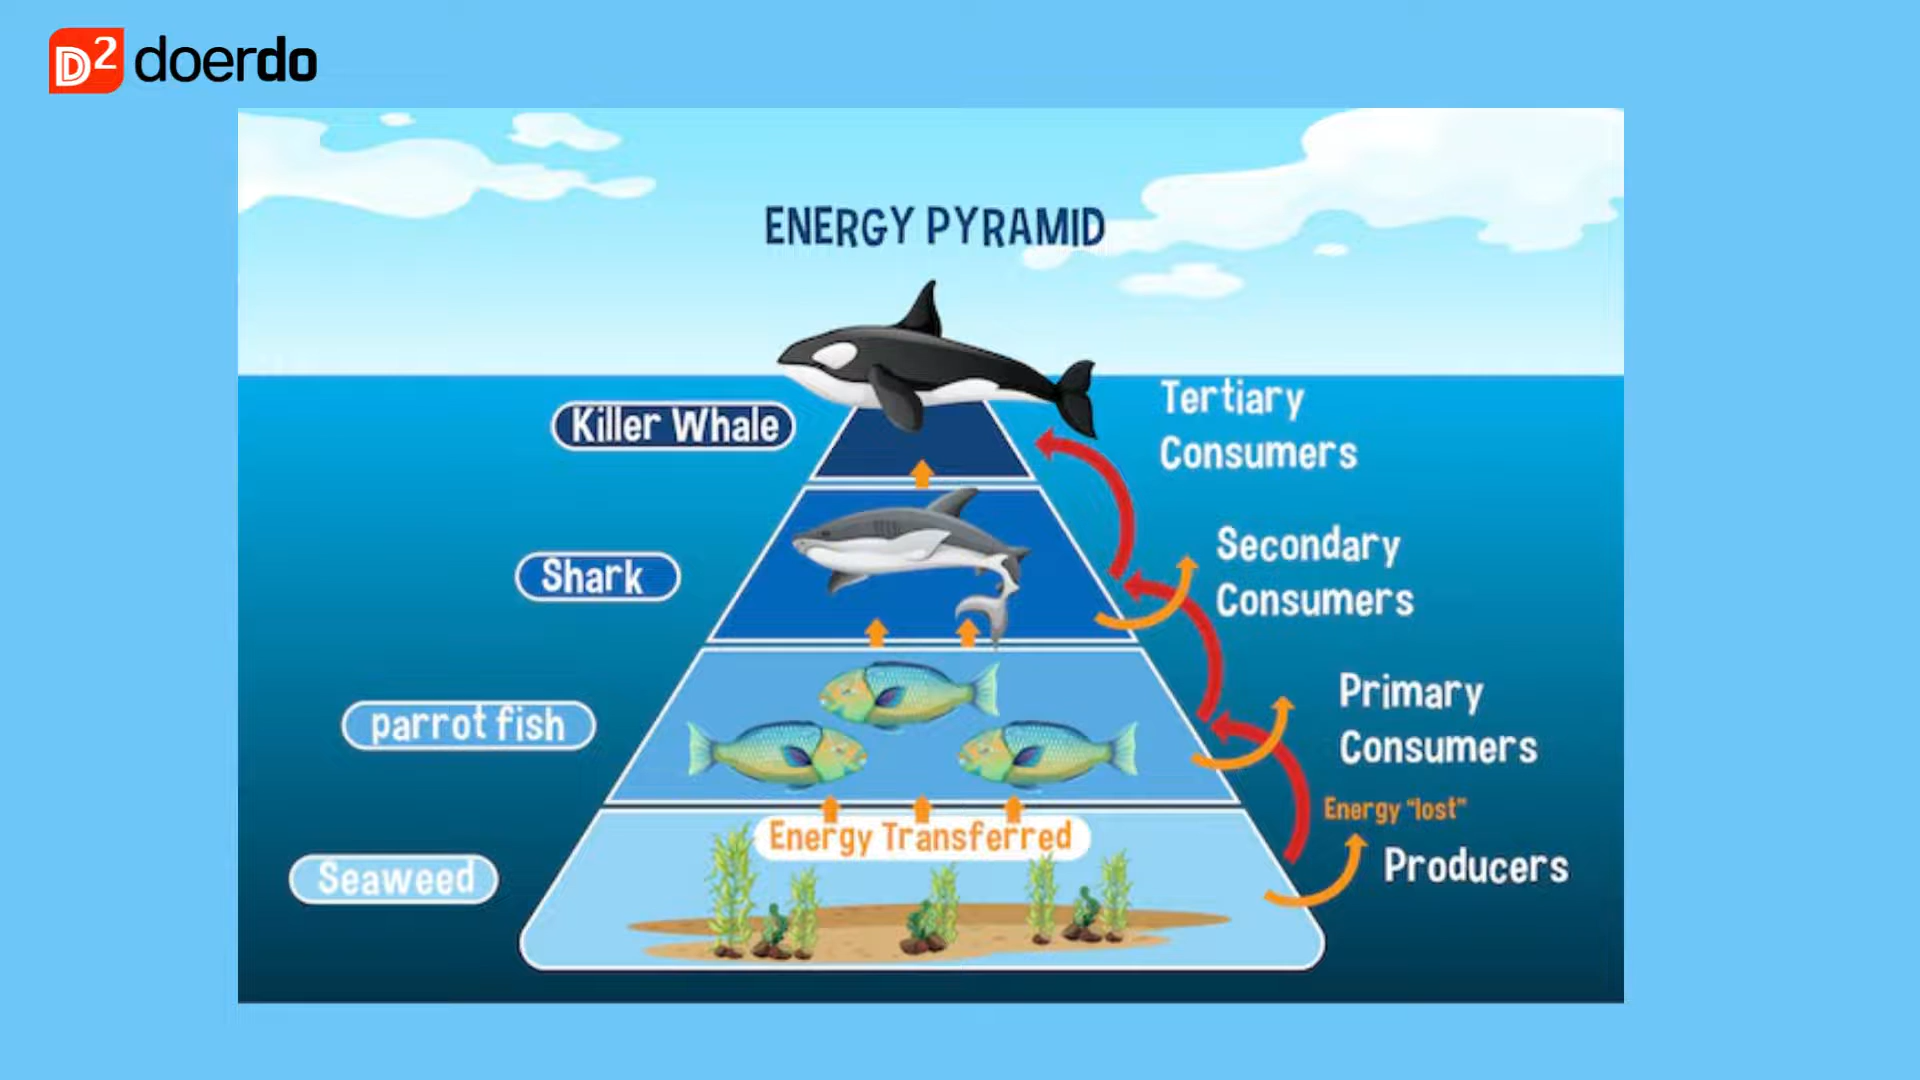 D2 doerdo
ENERGY PYRAMID
Killer Whale
Tertiary
Consumers
Shark
Secondary
Consumers
parrot fish
Primary
Consumers
Energy "lost"
Energy Transferred
Seaweed
Producers